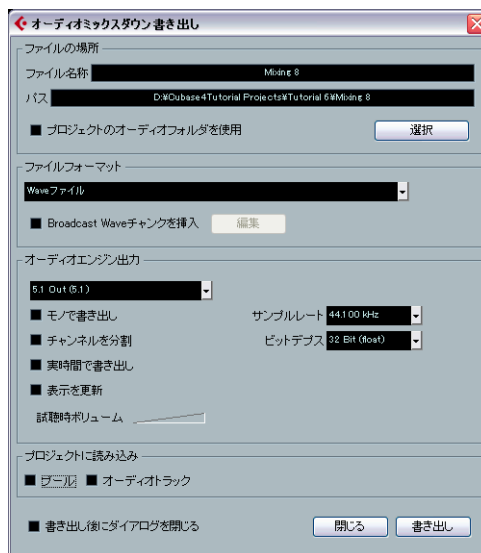 オーディオミックスダウン書き出し
ファイルの場所
ファイル名称 Mixing 8
パス D:¥Cubase4Tutorial Projects¥Tutorial 6¥Mixing 8
プロジェクトのオーディオフォルダを使用 選択
ファイルフォーマット
Waveファイル
Broadcast Waveチャンクを挿入 編集
オーディオエンジン出力
5.1 Out (5.1)
モノで書き出し サンプルレート 44.100 kHz
チャンネルを分割 ビットデプス 32 Bit (float)
実時間で書き出し
表示を更新
試聴時ボリューム
プロジェクトに読み込み
プール オーディオトラック
書き出し後にダイアログを閉じる 閉じる 書き出し